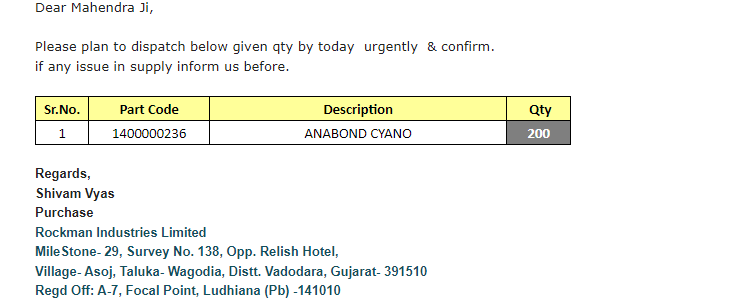 Dear Mahendra Ji,
Please plan to dispatch below given qty by today  urgently  & confirm.
if any issue in supply inform us before.
Sr.No. Part Code Description Qty
1 1400000236 ANABOND CYANO 200
Regards,
Shivam Vyas
Purchase
Rockman Industries Limited
MileStone- 29, Survey No. 138, Opp. Relish Hotel,
Village- Asoj, Taluka- Wagodia, Distt. Vadodara, Gujarat- 391510
Regd Off: A-7, Focal Point, Ludhiana (Pb) -141010